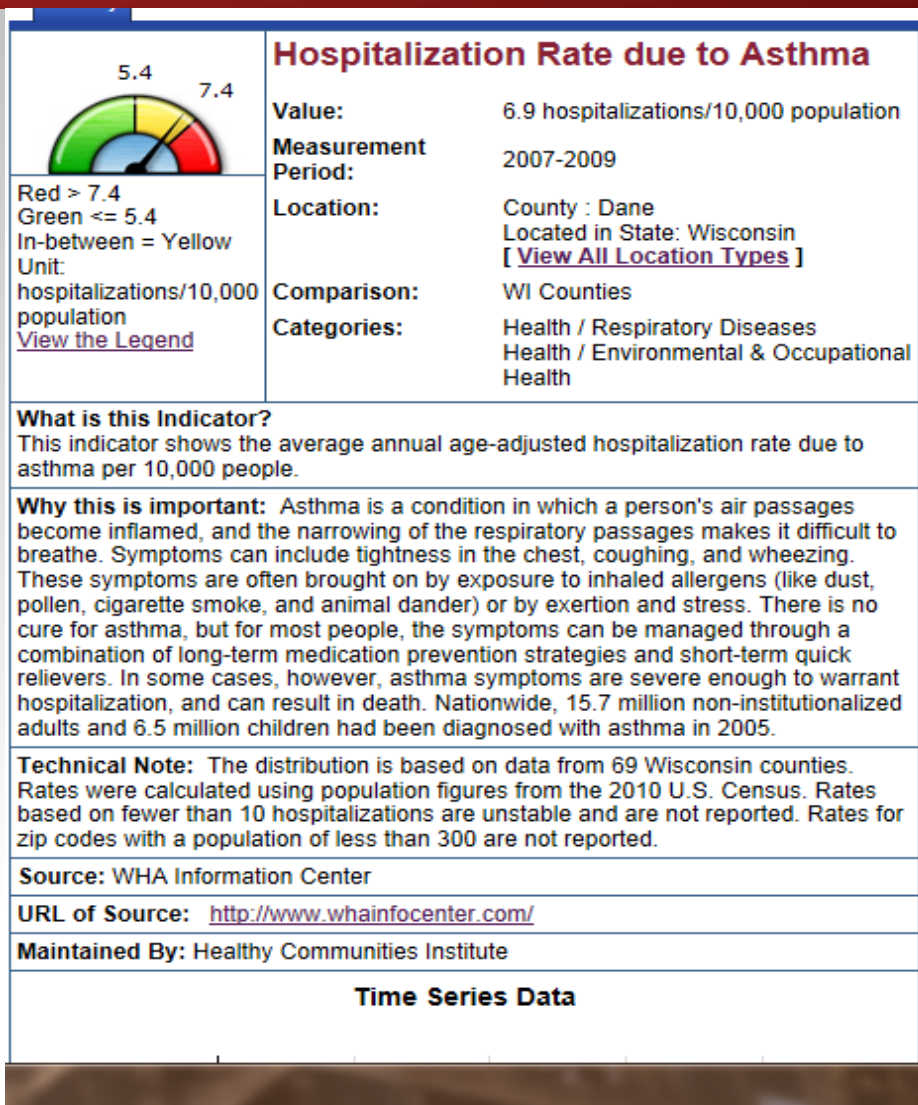 5.4
7.4
Red > 7.4
Green <= 5.4
In-between = Yellow
Unit:
hospitalizations/10,000
population
View the Legend
Hospitalization Rate due to Asthma
Value: 6.9 hospitalizations/10,000 population
Measurement
Period: 2007-2009
Location: County : Dane
Located in State: Wisconsin
[ View All Location Types ]
Comparison: WI Counties
Categories: Health / Respiratory Diseases
Health / Environmental & Occupational
Health
What is this Indicator?
This indicator shows the average annual age-adjusted hospitalization rate due to
asthma per 10,000 people.
Why this is important: Asthma is a condition in which a person's air passages
become inflamed, and the narrowing of the respiratory passages makes it difficult to
breathe. Symptoms can include tightness in the chest, coughing, and wheezing.
These symptoms are often brought on by exposure to inhaled allergens (like dust,
pollen, cigarette smoke, and animal dander) or by exertion and stress. There is no
cure for asthma, but for most people, the symptoms can be managed through a
combination of long-term medication prevention strategies and short-term quick
relievers. In some cases, however, asthma symptoms are severe enough to warrant
hospitalization, and can result in death. Nationwide, 15.7 million non-institutionalized
adults and 6.5 million children had been diagnosed with asthma in 2005.
Technical Note: The distribution is based on data from 69 Wisconsin counties.
Rates were calculated using population figures from the 2010 U.S. Census. Rates
based on fewer than 10 hospitalizations are unstable and are not reported. Rates for
zip codes with a population of less than 300 are not reported.
Source: WHA Information Center
URL of Source: http://www.whainfocenter.com/
Maintained By: Healthy Communities Institute
Time Series Data